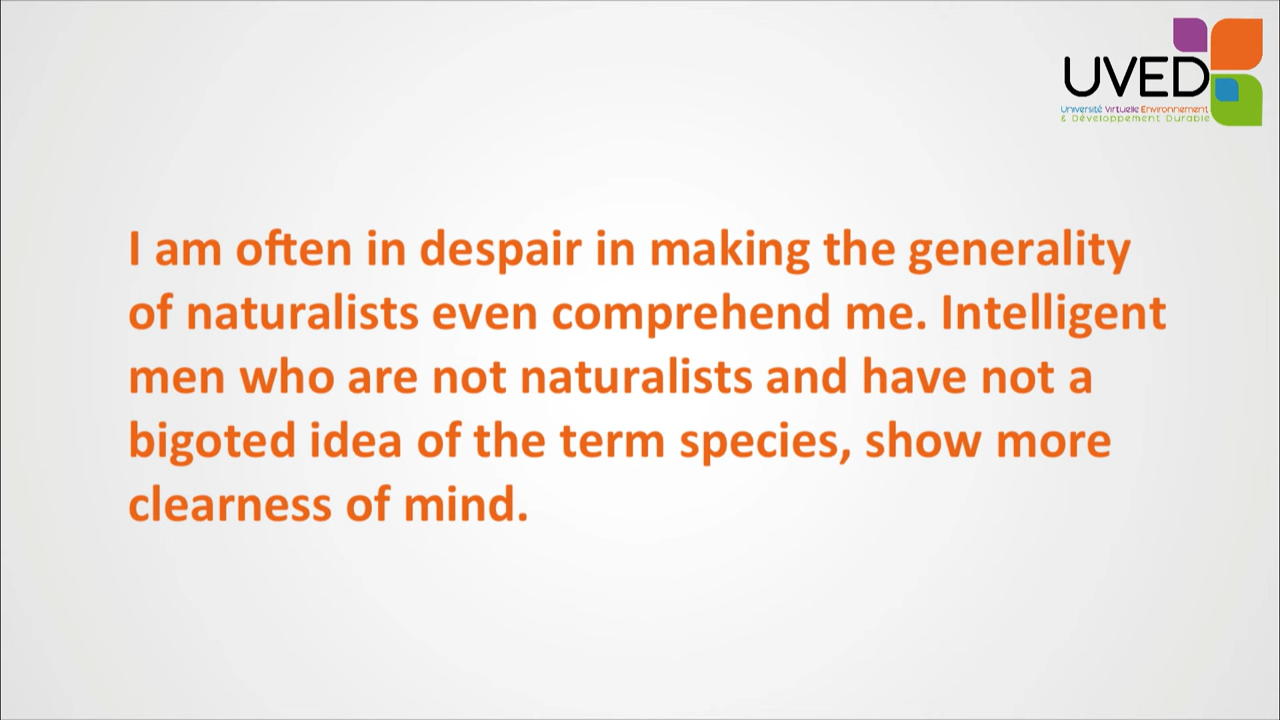 UVED
Université Virtuelle Environnement
& Développement Durable
I am often in despair in making the generality
of naturalists even comprehend me. Intelligent
men who are not naturalists and have not a
bigoted idea of the term species, show more
clearness of mind.